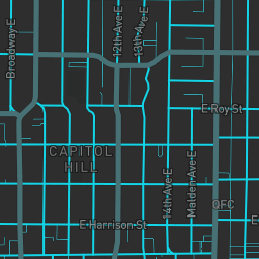 Broadway E
12th Ave E
13th Ave E
E Roy St
CAPITOL
HILL
14th Ave E
Malden Ave E
QFC
E Harrison St
E